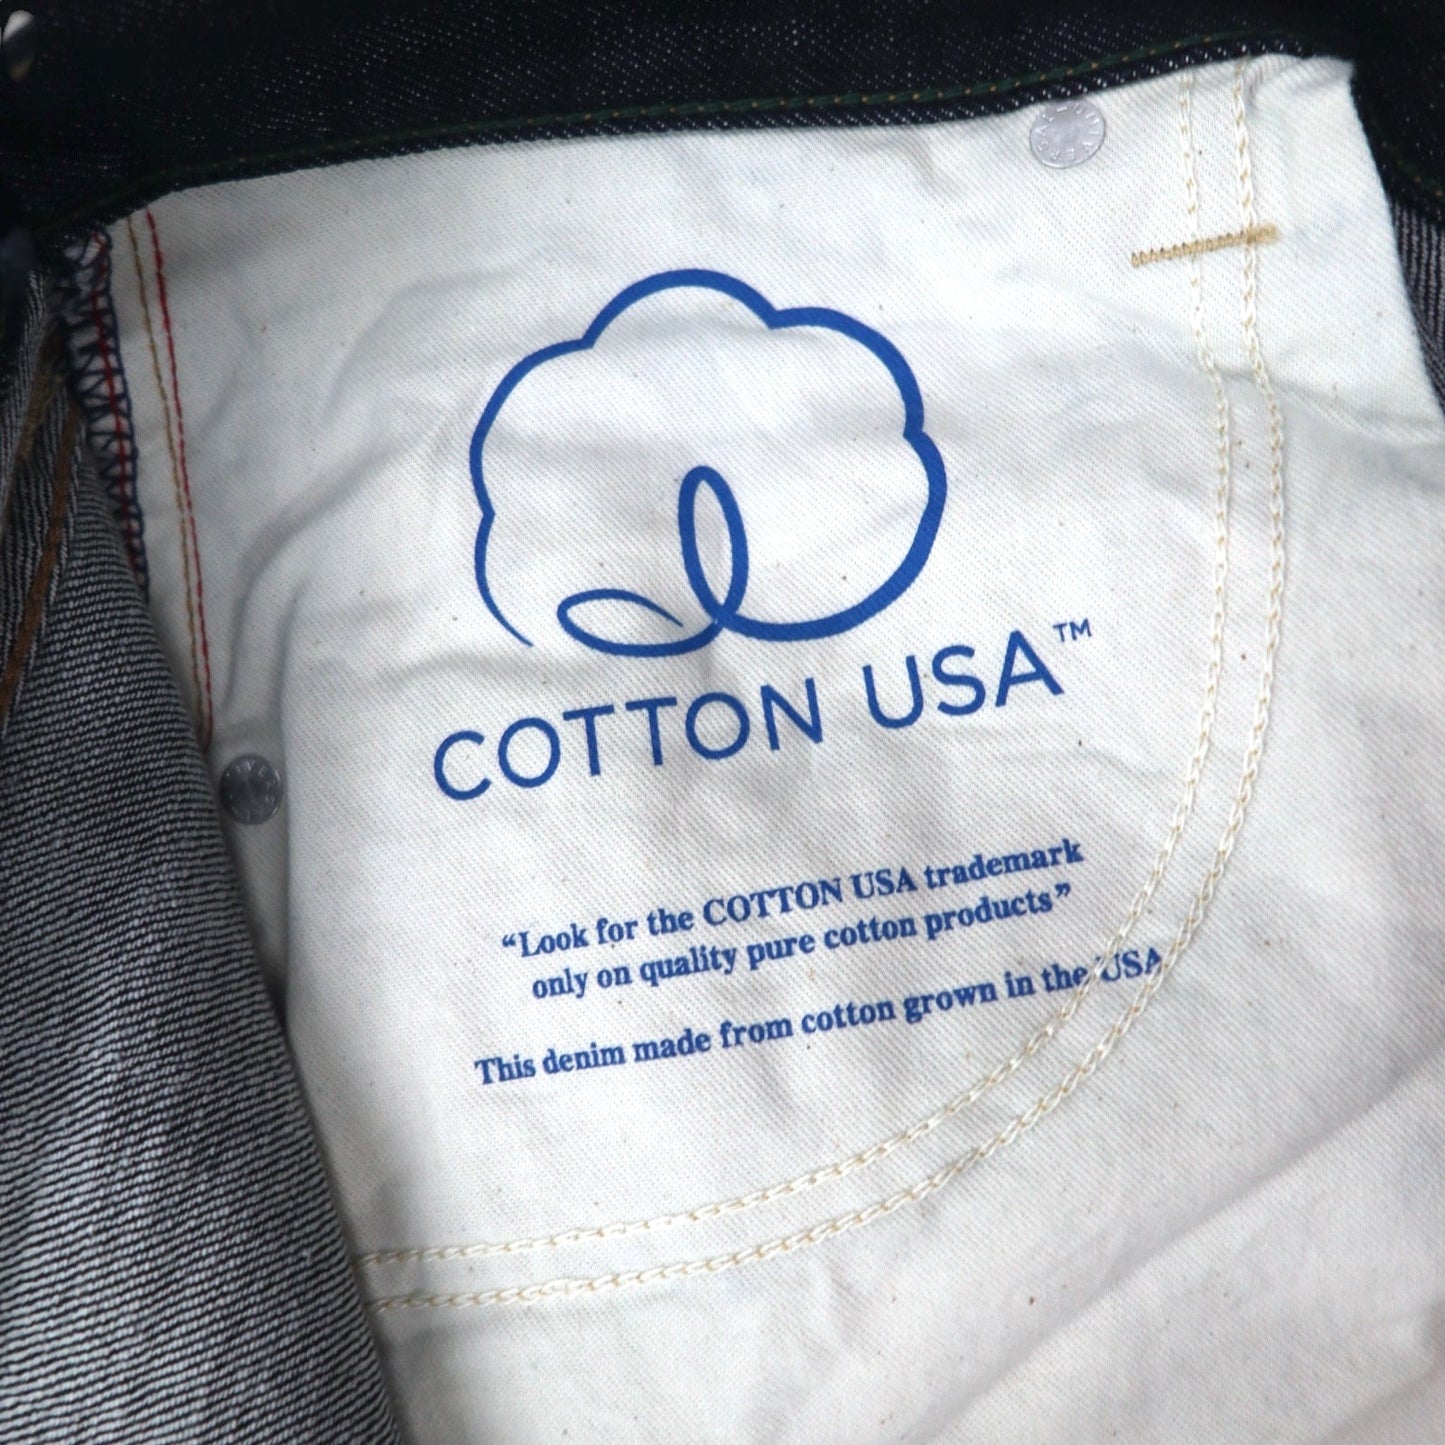 COTTON USA™
“Look for the COTTON USA trademark
only on quality pure cotton products”
This denim made from cotton grown in the USA